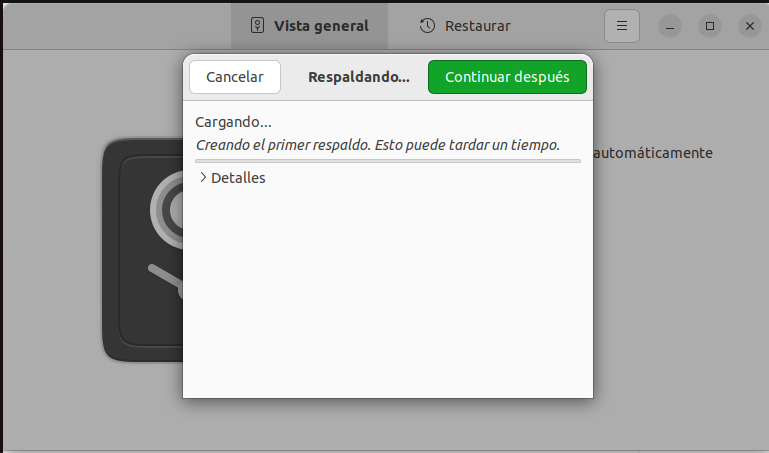 Vista general
Restaurar
Cancelar
Respaldando...
Continuar después
Cargando...
Creando el primer respaldo. Esto puede tardar un tiempo.
automáticamente
Detalles